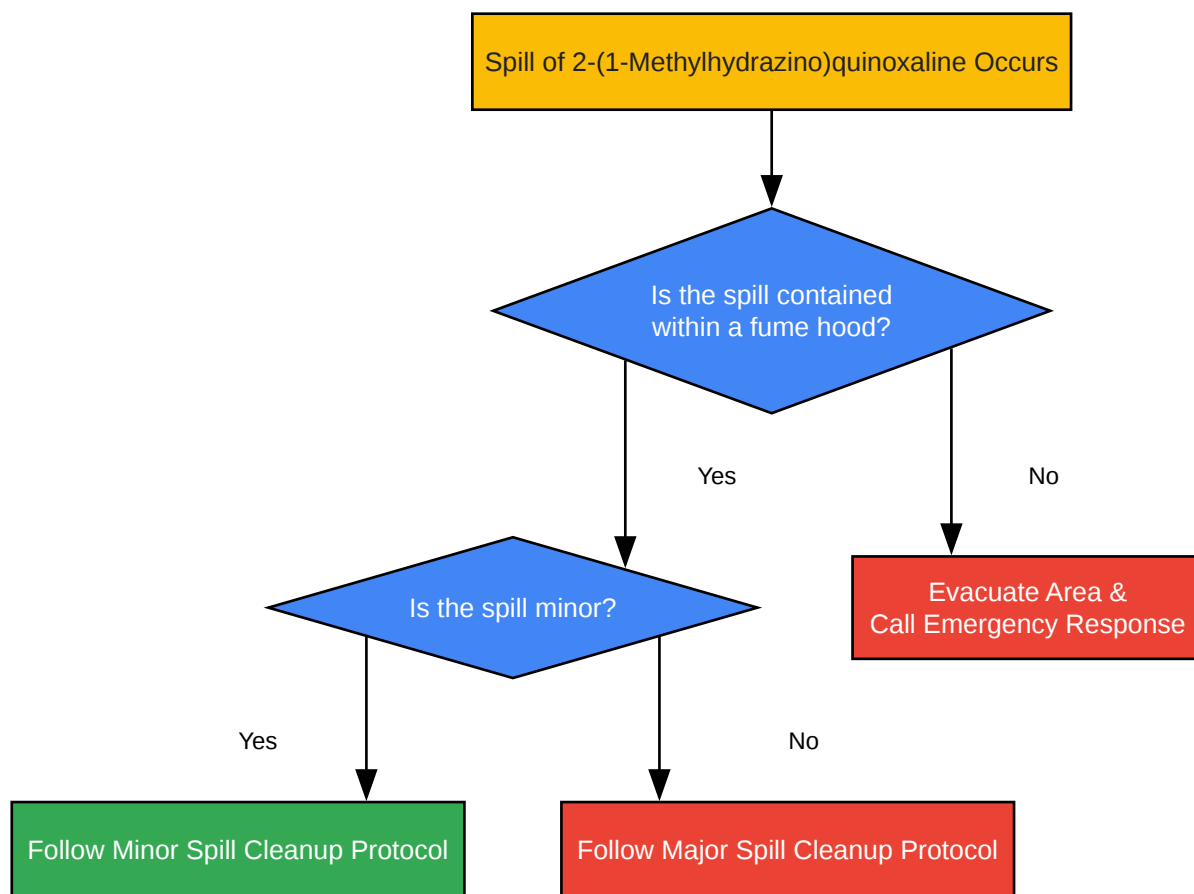 Spill of 2-(1-Methylhydrazino)quinoxaline Occurs
Is the spill contained
within a fume hood?
Yes
No
Is the spill minor?
Evacuate Area &
Call Emergency Response
Yes
No
Follow Minor Spill Cleanup Protocol
Follow Major Spill Cleanup Protocol